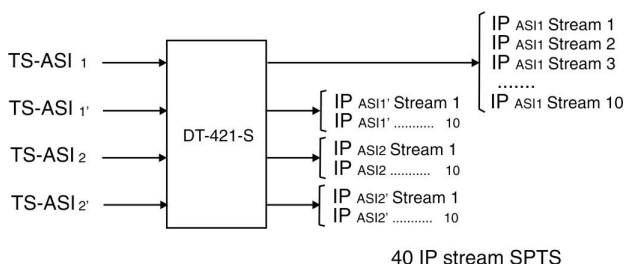 TS-ASI 1
TS-ASI 1'
TS-ASI 2
TS-ASI 2'
DT-421-S
IP ASI1 Stream 1
IP ASI1 Stream 2
IP ASI1 Stream 3
.......
IP ASI1 Stream 10
IP ASI1' Stream 1
IP ASI1' ........... 10
IP ASI2 Stream 1
IP ASI2 ........... 10
IP ASI2' Stream 1
IP ASI2' ........... 10
40 IP stream SPTS